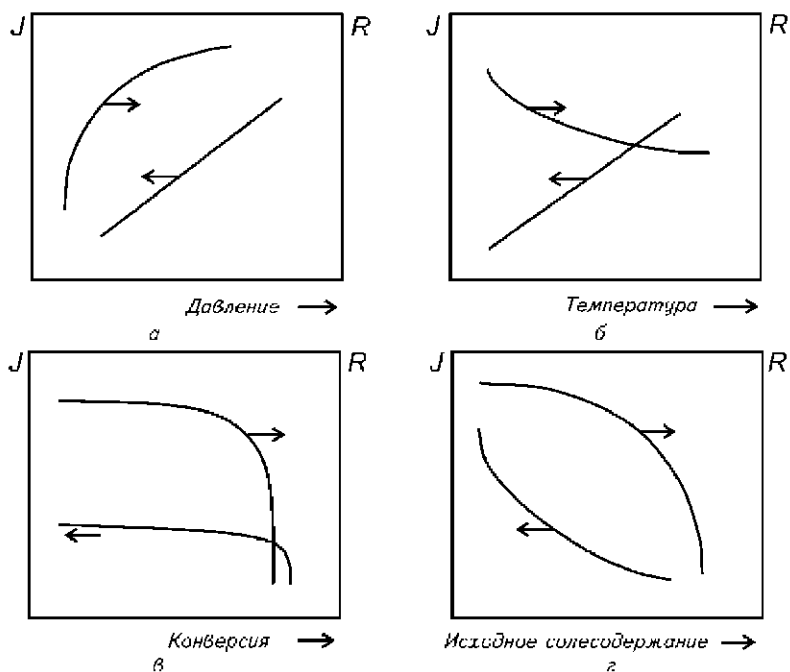 J R J R
Давление Температура
а б
J R J R
Конверсия Исходное солесодержание
в г